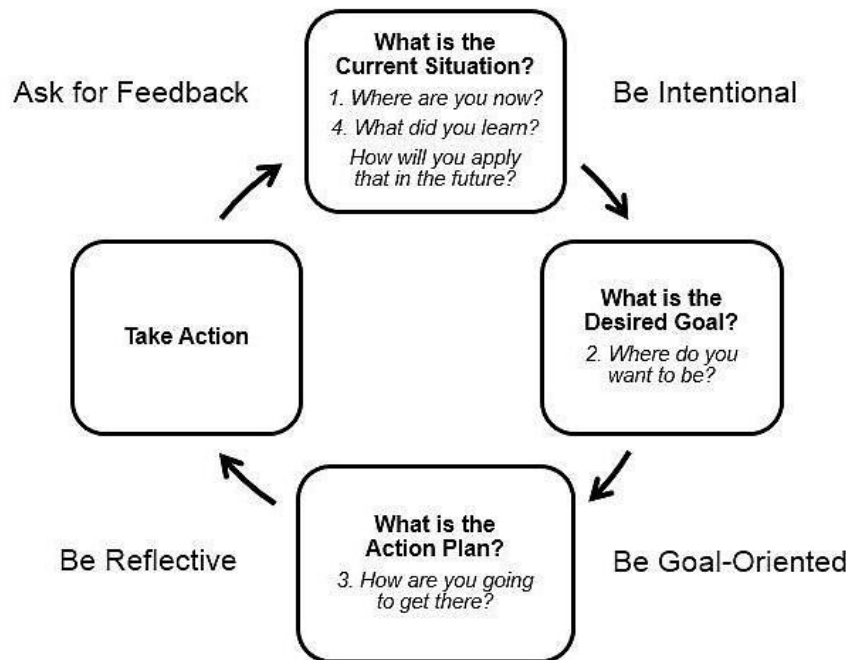 What is the
Current Situation?
1. Where are you now?
4. What did you learn?
How will you apply
that in the future?
Ask for Feedback
Be Intentional
Take Action
What is the
Desired Goal?
2. Where do you
want to be?
What is the
Action Plan?
3. How are you going
to get there?
Be Reflective
Be Goal-Oriented